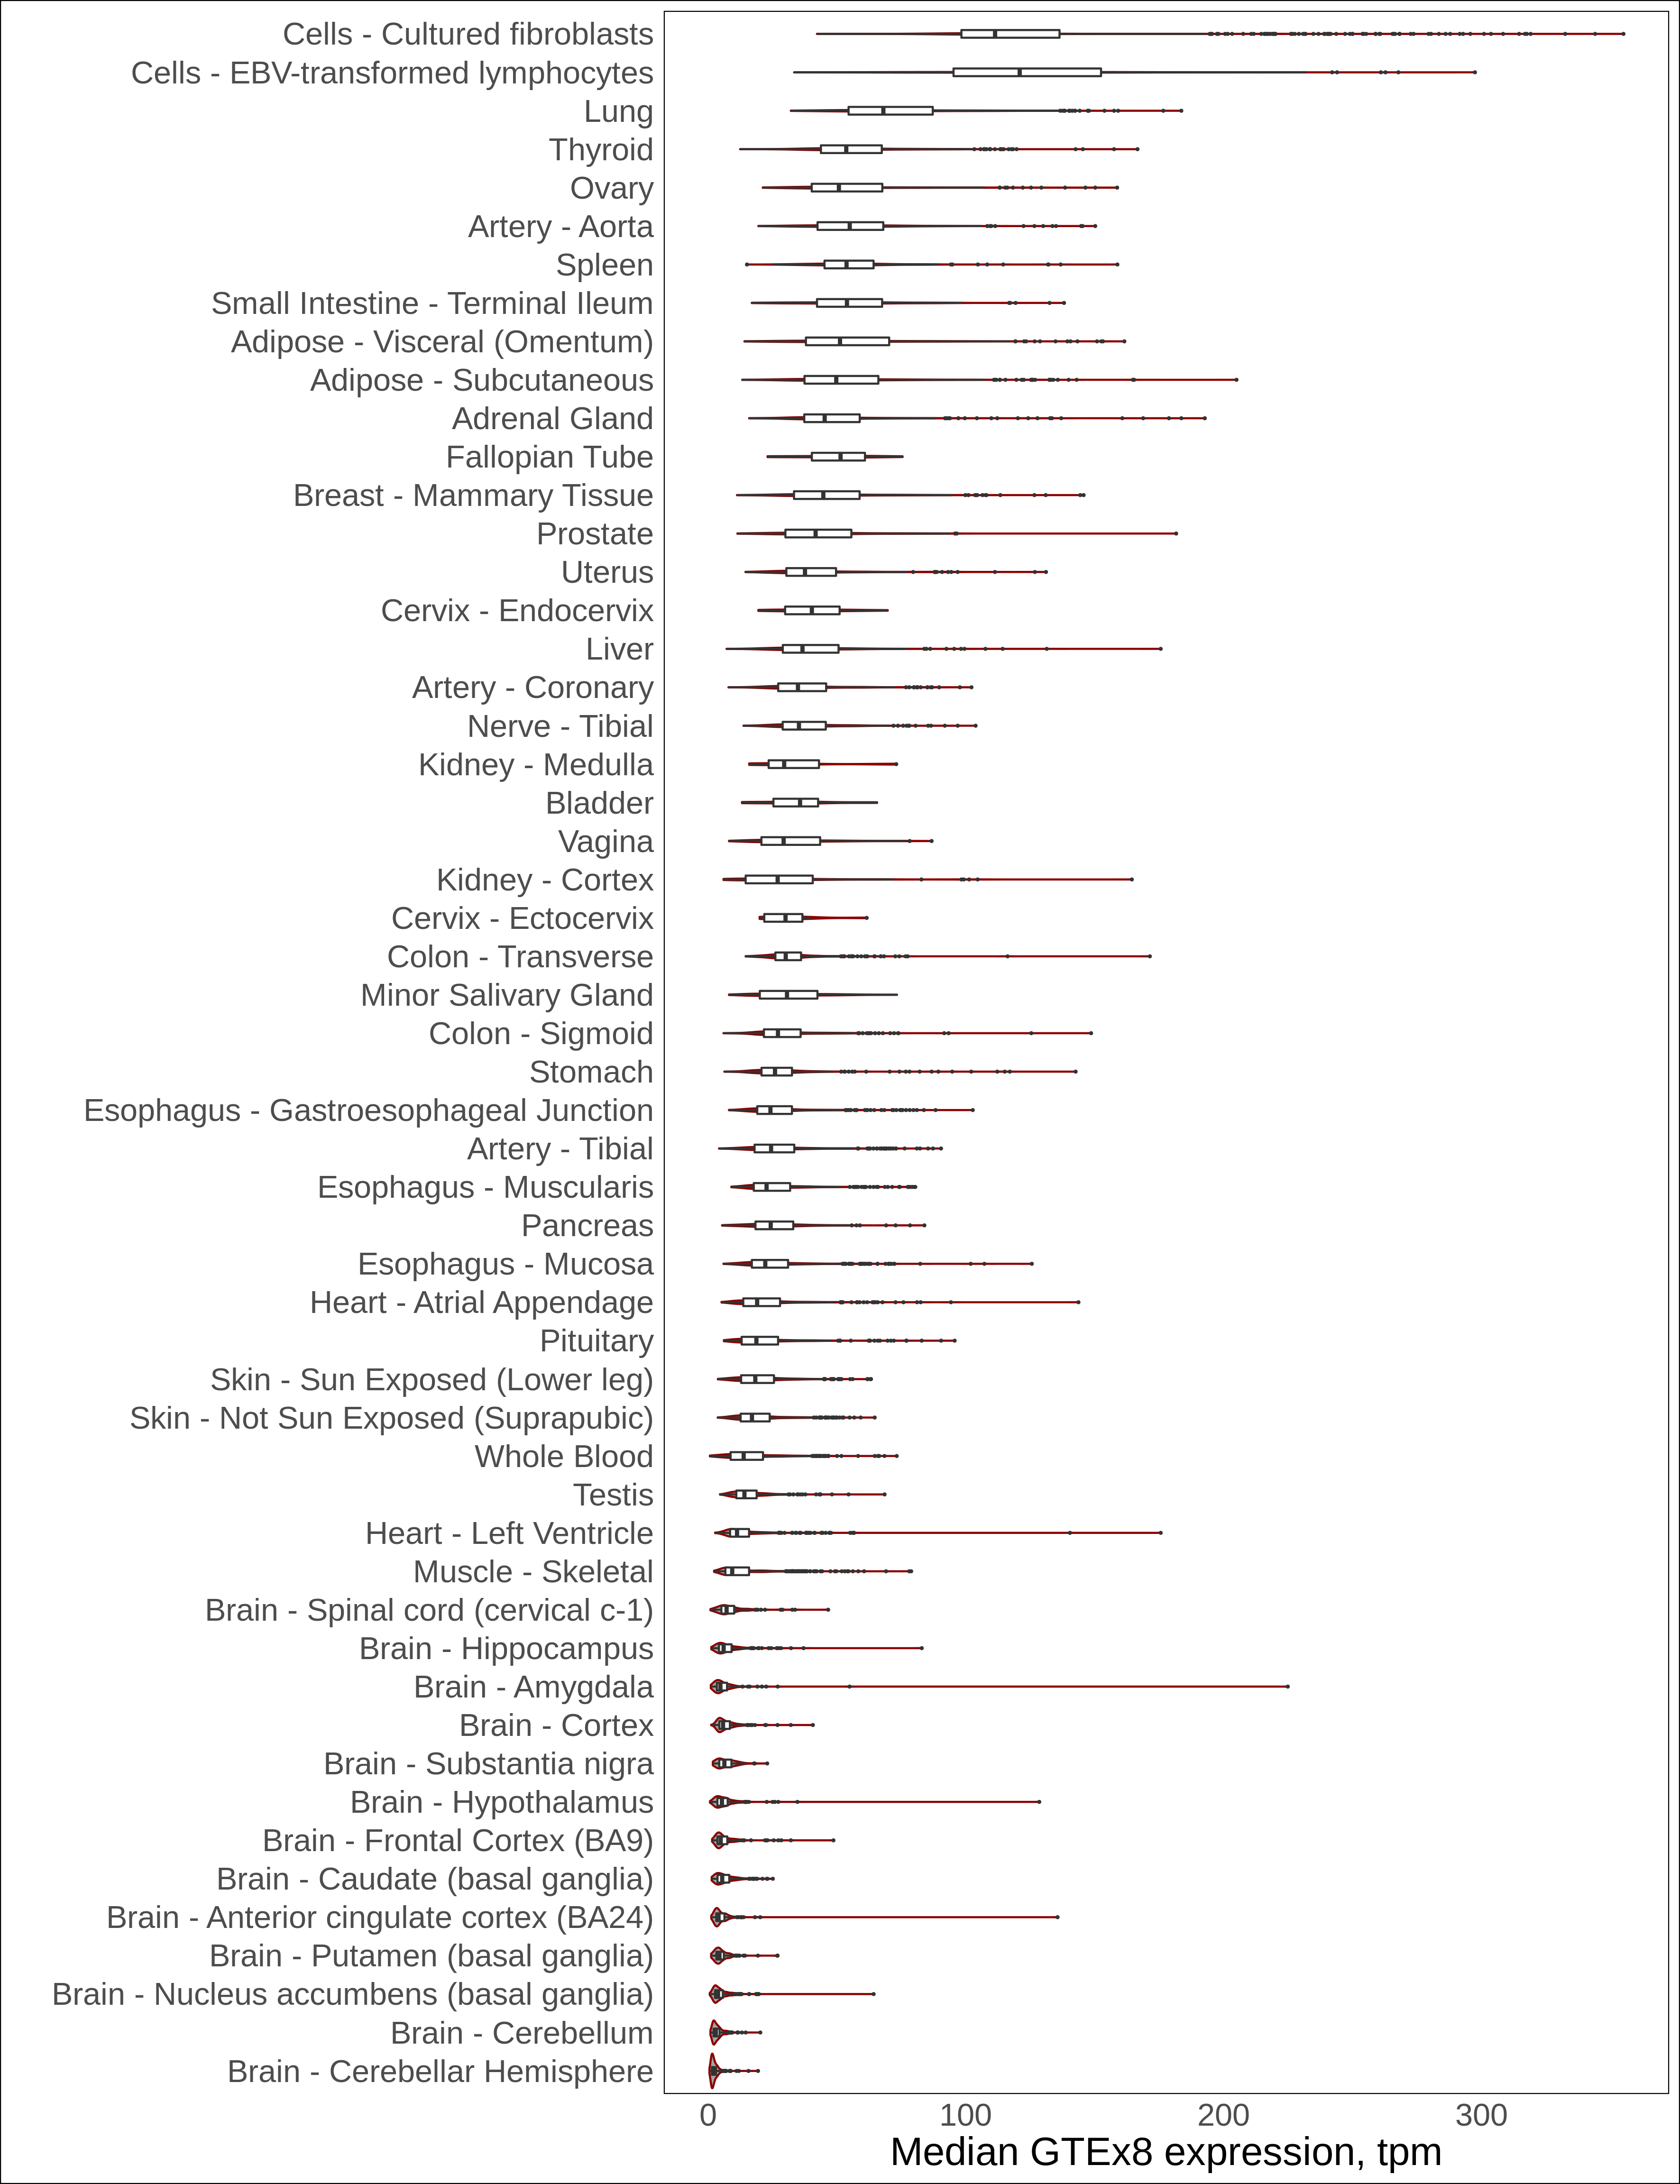 Cells - Cultured fibroblasts
Cells - EBV-transformed lymphocytes
Lung
Thyroid
Ovary
Artery - Aorta
Spleen
Small Intestine - Terminal Ileum
Adipose - Visceral (Omentum)
Adipose - Subcutaneous
Adrenal Gland
Fallopian Tube
Breast - Mammary Tissue
Prostate
Uterus
Cervix - Endocervix
Liver
Artery - Coronary
Nerve - Tibial
Kidney - Medulla
Bladder
Vagina
Kidney - Cortex
Cervix - Ectocervix
Colon - Transverse
Minor Salivary Gland
Colon - Sigmoid
Stomach
Esophagus - Gastroesophageal Junction
Artery - Tibial
Esophagus - Muscularis
Pancreas
Esophagus - Mucosa
Heart - Atrial Appendage
Pituitary
Skin - Sun Exposed (Lower leg)
Skin - Not Sun Exposed (Suprapubic)
Whole Blood
Testis
Heart - Left Ventricle
Muscle - Skeletal
Brain - Spinal cord (cervical c-1)
Brain - Hippocampus
Brain - Amygdala
Brain - Cortex
Brain - Substantia nigra
Brain - Hypothalamus
Brain - Frontal Cortex (BA9)
Brain - Caudate (basal ganglia)
Brain - Anterior cingulate cortex (BA24)
Brain - Putamen (basal ganglia)
Brain - Nucleus accumbens (basal ganglia)
Brain - Cerebellum
Brain - Cerebellar Hemisphere
0 100 200 300
Median GTEx8 expression, tpm